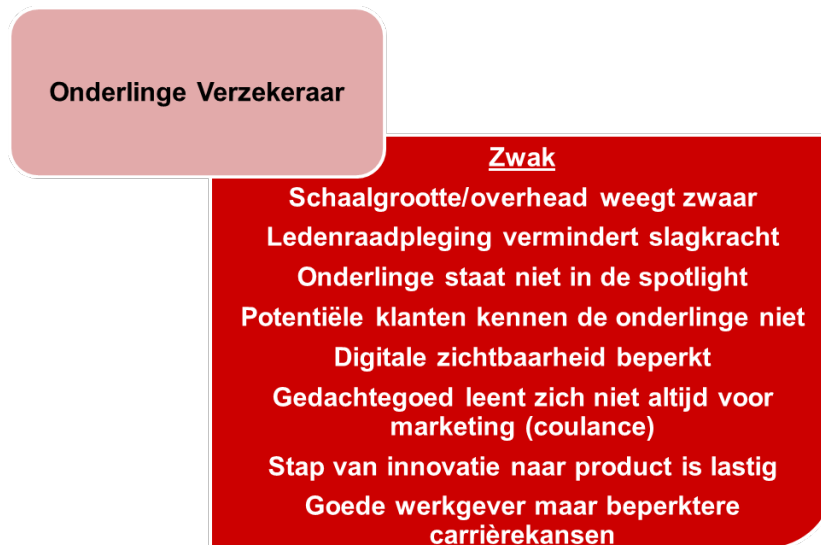 Onderlinge Verzekeraar
Zwak
Schaalgrootte/overhead weegt zwaar
Ledenraadpleging vermindert slagkracht
Onderlinge staat niet in de spotlight
Potentiële klanten kennen de onderlinge niet
Digitale zichtbaarheid beperkt
Gedachtegoed leent zich niet altijd voor
marketing (coulance)
Stap van innovatie naar product is lastig
Goede werkgever maar beperktere
carrièrekansen